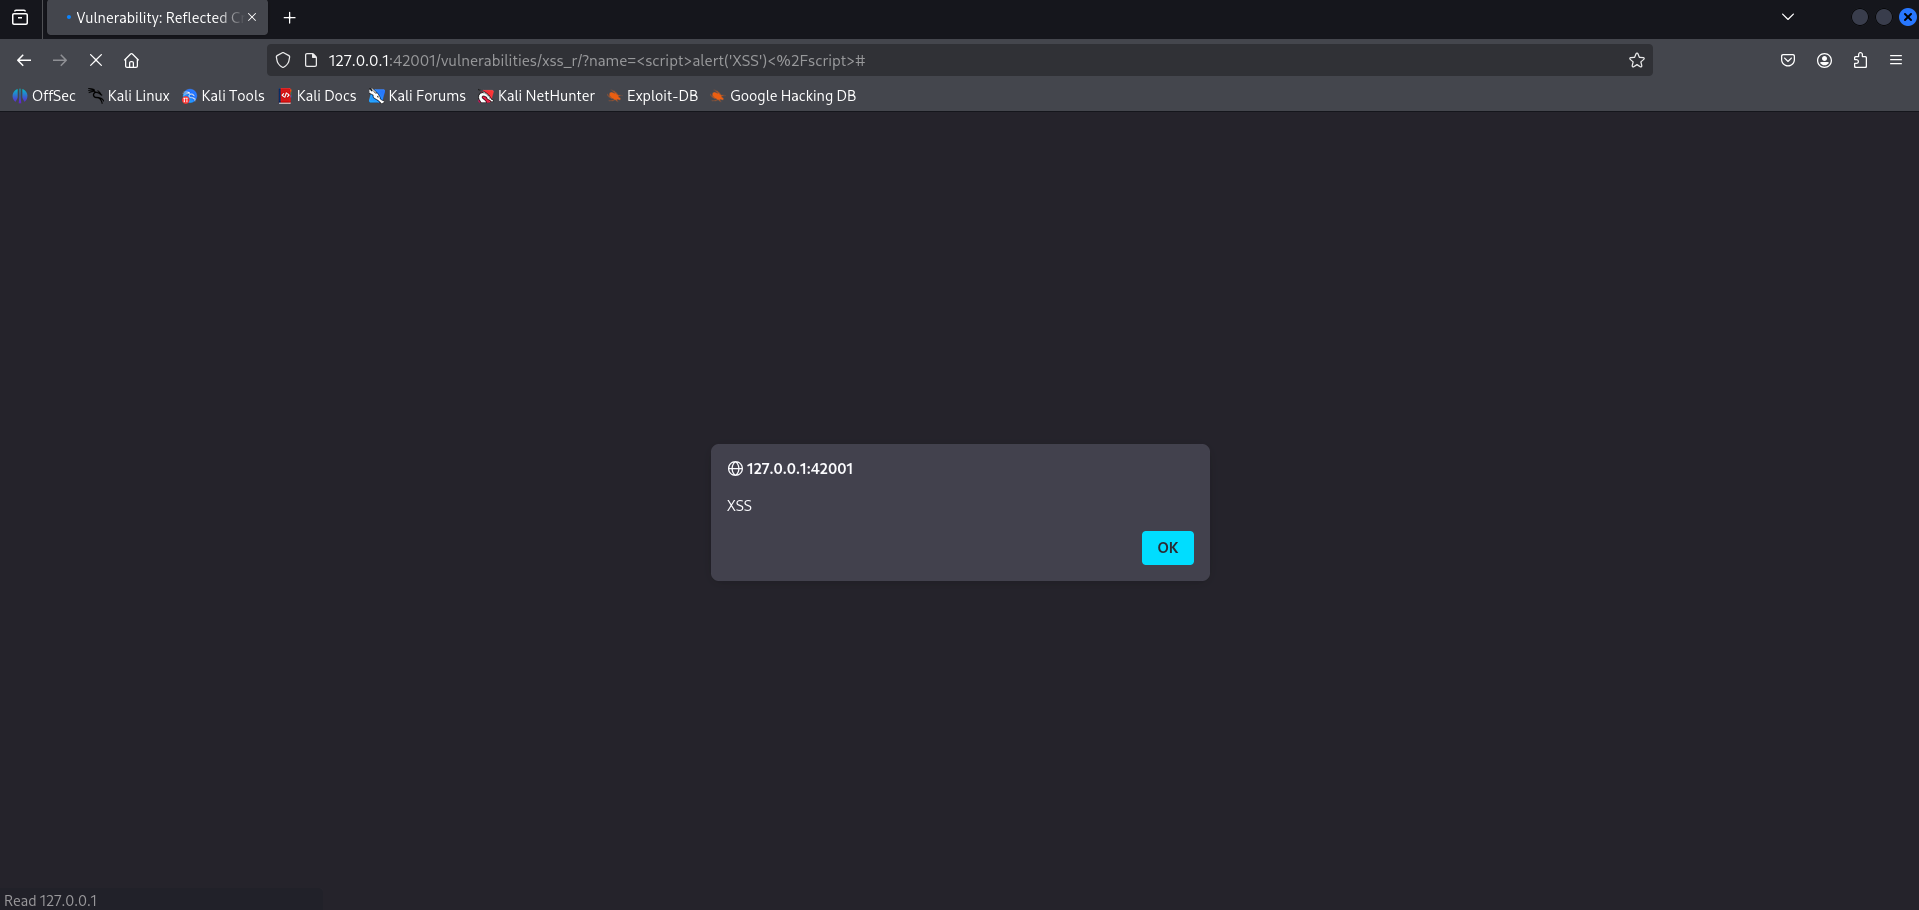 Vulnerability: Reflected C
127.0.0.1:42001/vulnerabilities/xss_r/?name=<script>alert('XSS')<%2Fscript>#
OffSec Kali Linux Kali Tools Kali Docs Kali Forums Kali NetHunter Exploit-DB Google Hacking DB
127.0.0.1:42001
XSS
OK
Read 127.0.0.1